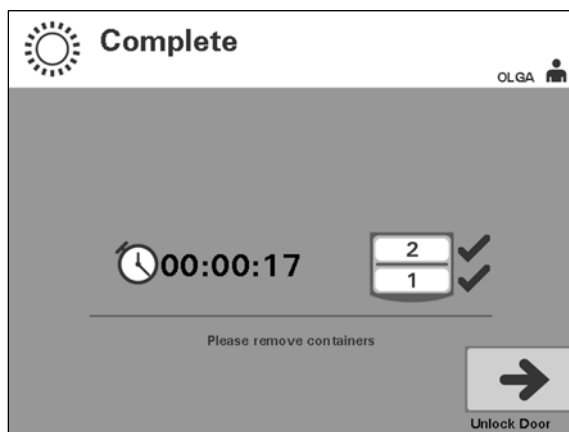 Complete
OLGA
00:00:17
2
1
Please remove containers
Unlock Door